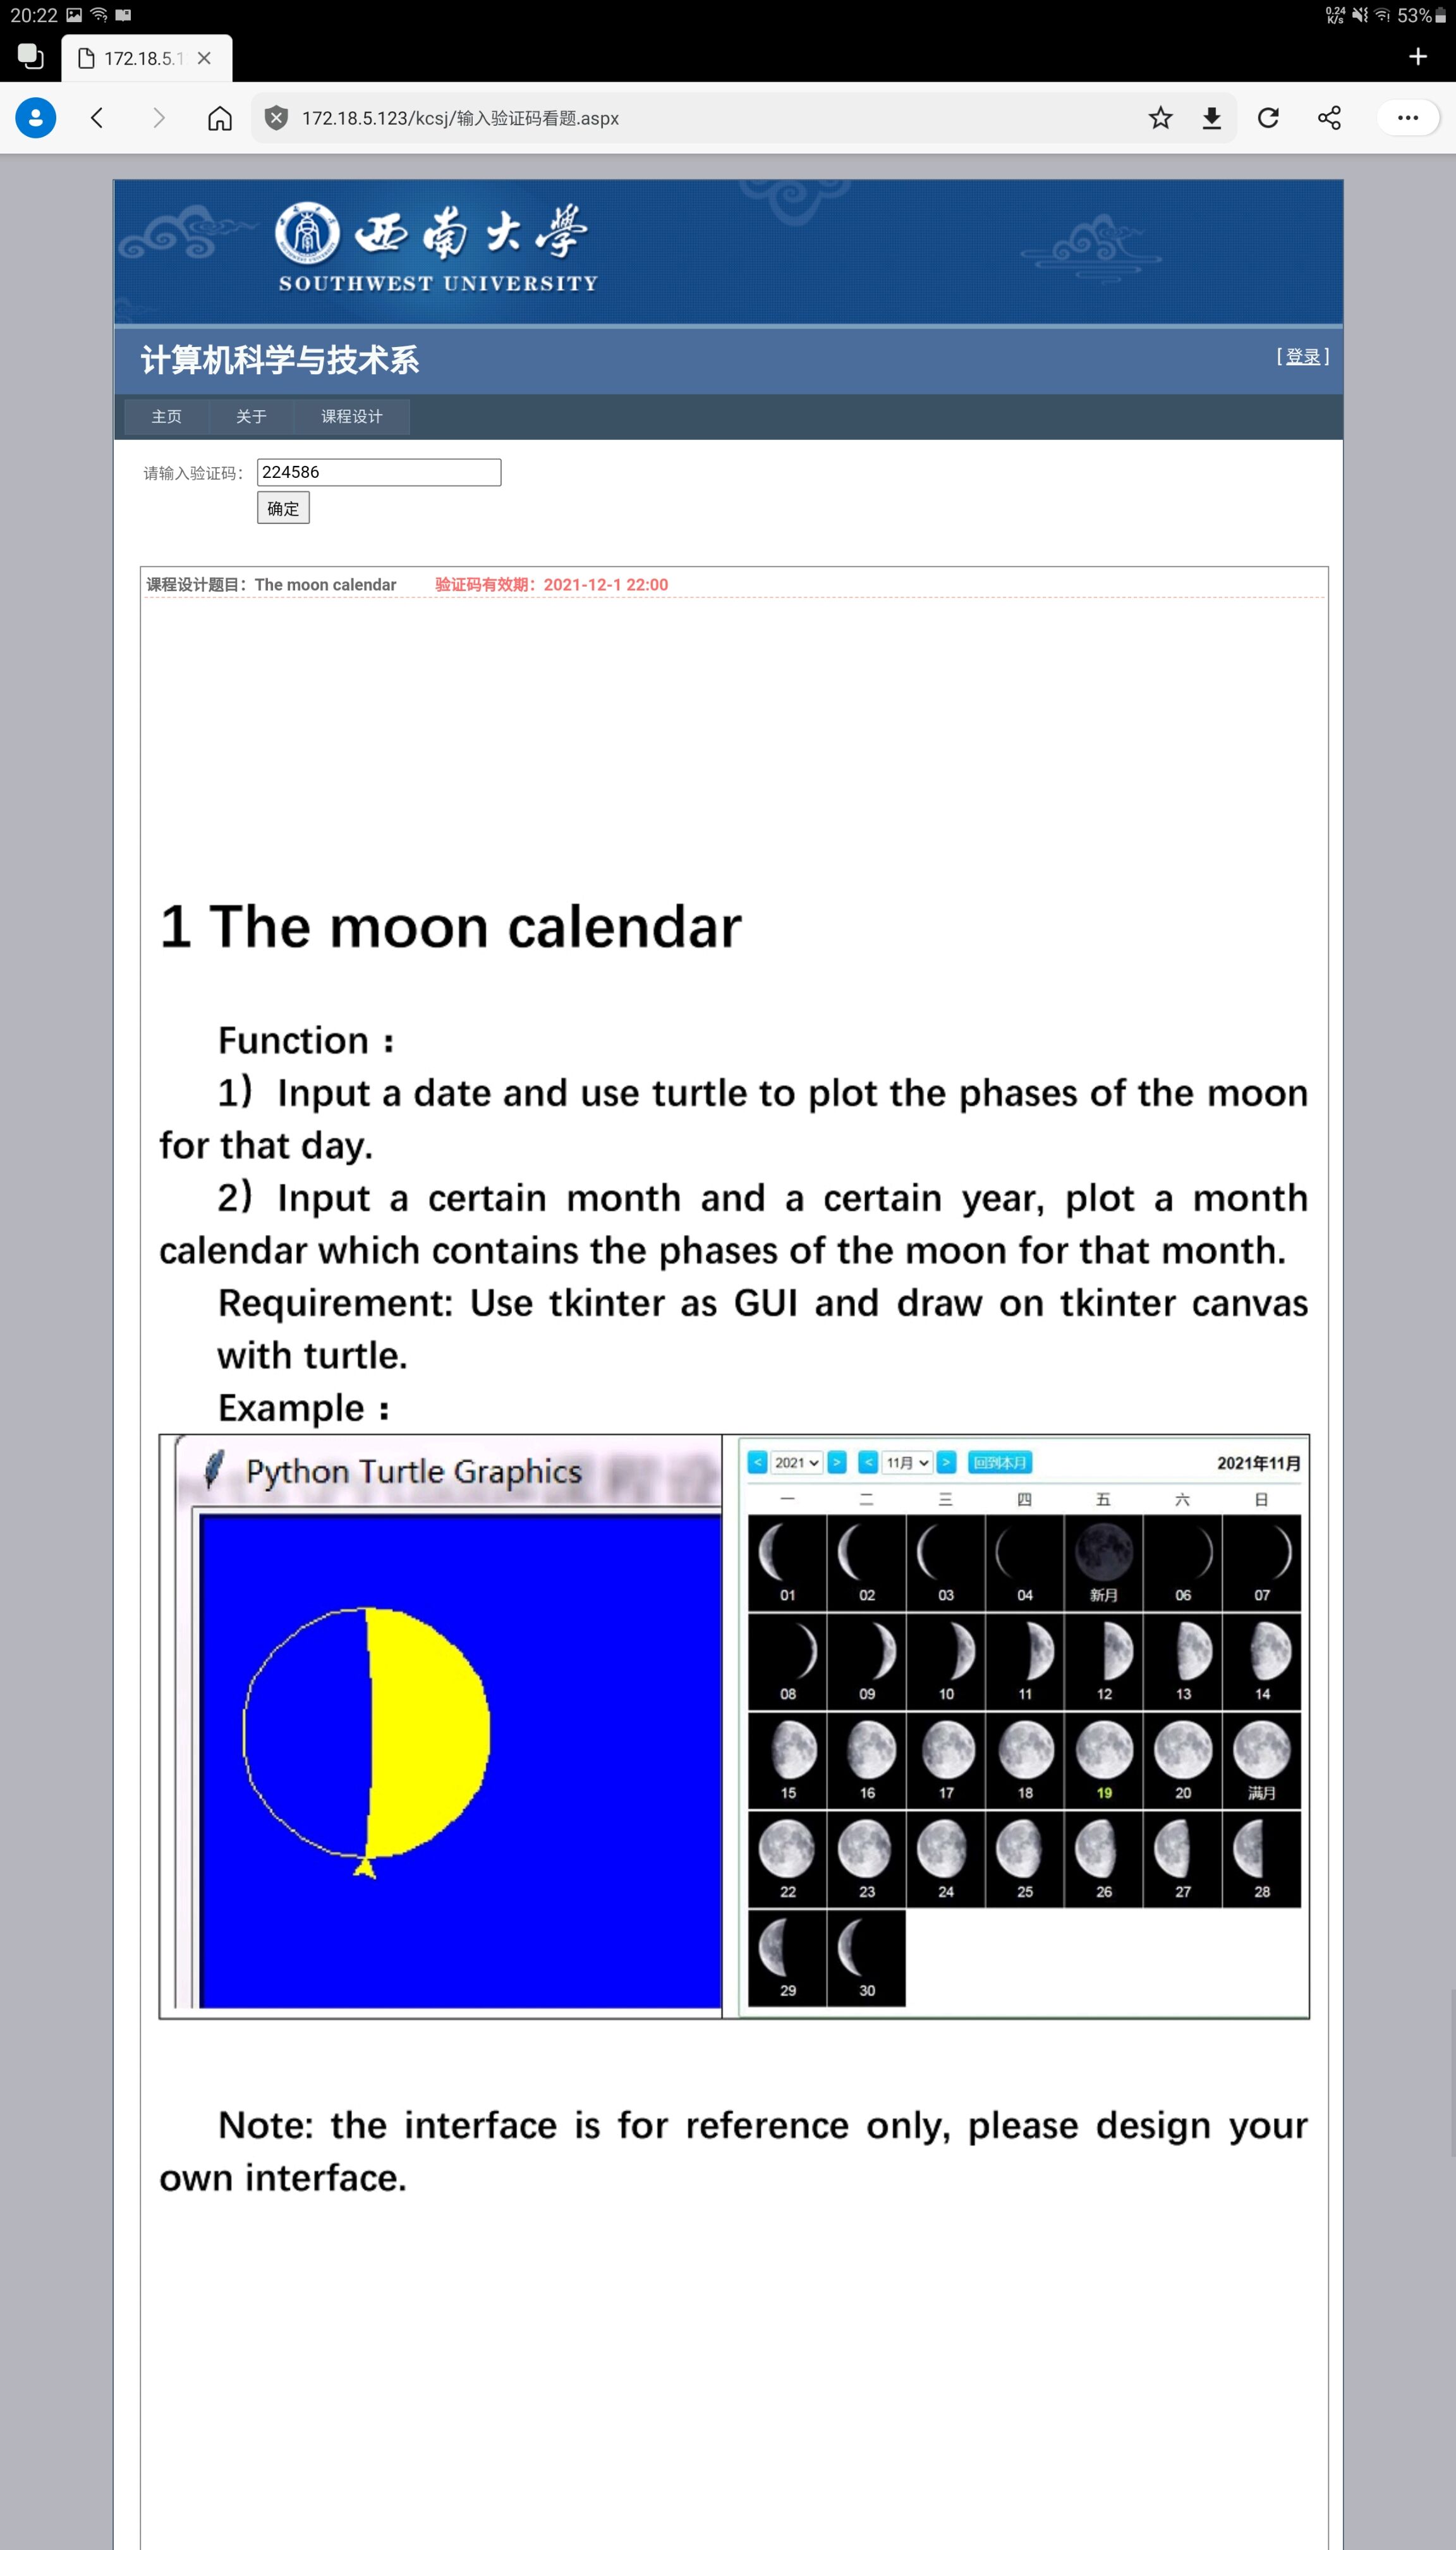 20:22
0.24 K/s 53%
172.18.5.1
172.18.5.123/kcsj/输入验证码看题.aspx
西南大學
SOUTHWEST UNIVERSITY
计算机科学与技术系
[ 登录 ]
主页 关于 课程设计
请输入验证码： 224586
确定
课程设计题目：The moon calendar 验证码有效期：2021-12-1 22:00
1 The moon calendar
Function：
1）Input a date and use turtle to plot the phases of the moon
for that day.
2）Input a certain month and a certain year, plot a month
calendar which contains the phases of the moon for that month.
Requirement: Use tkinter as GUI and draw on tkinter canvas
with turtle.
Example：
Python Turtle Graphics
< 2021 > < 11月 > 回到本月 2021年11月
一 二 三 四 五 六 日
01 02 03 04 新月 06 07
08 09 10 11 12 13 14
15 16 17 18 19 20 满月
22 23 24 25 26 27 28
29 30
Note: the interface is for reference only, please design your
own interface.